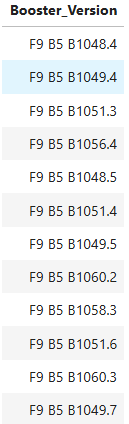 Booster_Version
F9 B5 B1048.4
F9 B5 B1049.4
F9 B5 B1051.3
F9 B5 B1056.4
F9 B5 B1048.5
F9 B5 B1051.4
F9 B5 B1049.5
F9 B5 B1060.2
F9 B5 B1058.3
F9 B5 B1051.6
F9 B5 B1060.3
F9 B5 B1049.7